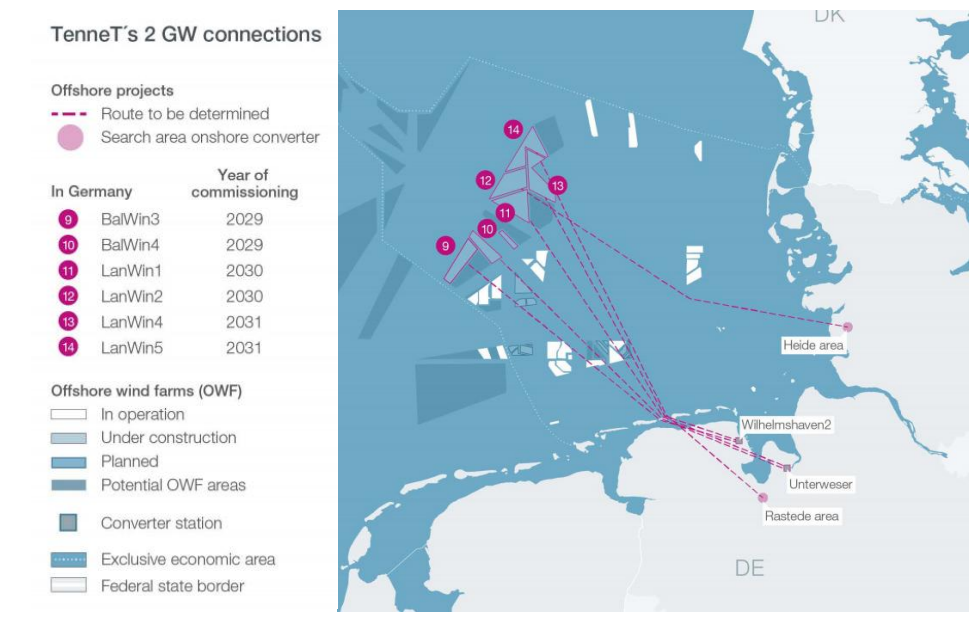 TenneT´s 2 GW connections
Offshore projects
Route to be determined
Search area onshore converter
In Germany
Year of
commissioning
9 BalWin3 2029
10 BalWin4 2029
11 LanWin1 2030
12 LanWin2 2030
13 LanWin4 2031
14 LanWin5 2031
Offshore wind farms (OWF)
In operation
Under construction
Planned
Potential OWF areas
Converter station
Exclusive economic area
Federal state border
DK
14
12
13
11
10
9
Heide area
Wilhelmshaven2
Unterweser
Rastede area
DE